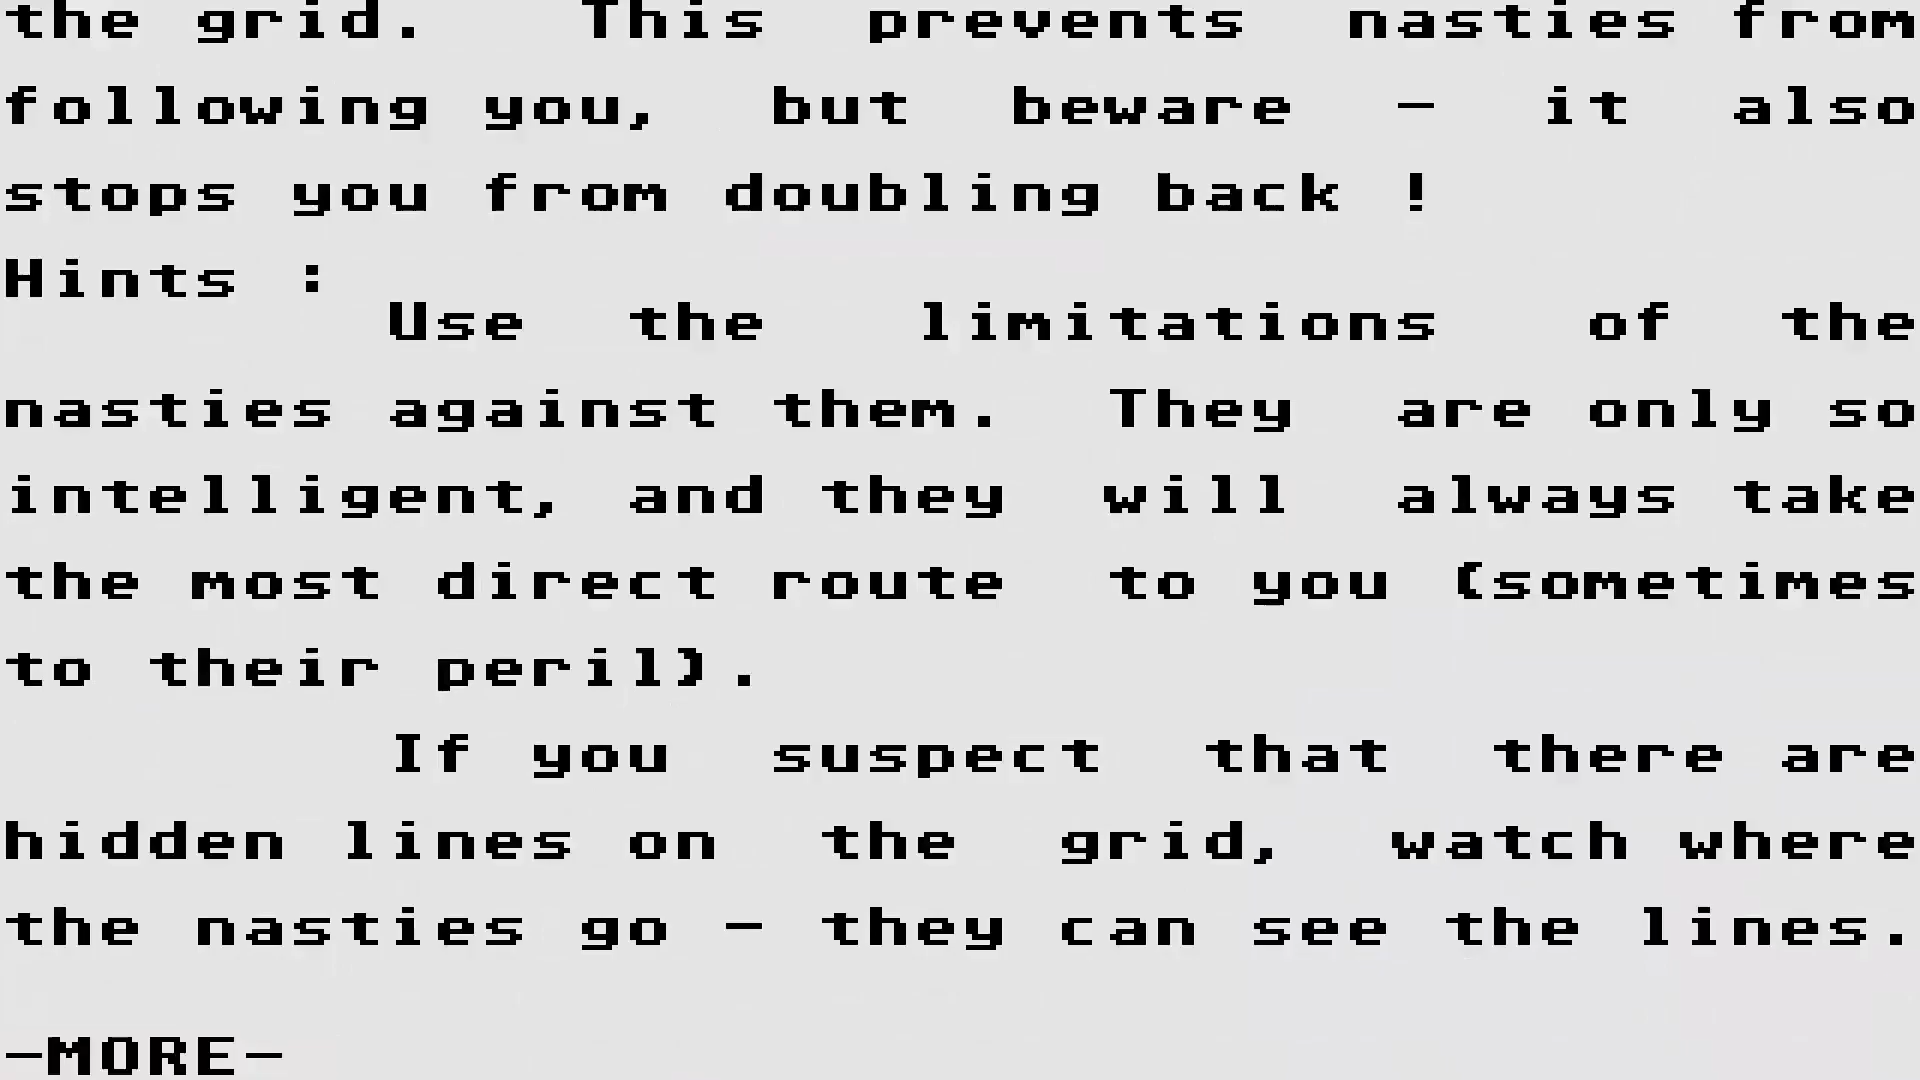 the grid.  This  prevents  nasties from
following you,  but  beware  -  it  also
stops you from doubling back !
Hints :
Use  the   limitations   of  the
nasties against them.  They  are only so
intelligent, and they  will  always take
the most direct route  to you (sometimes
to their peril).
If you  suspect  that  there are
hidden lines on  the  grid,  watch where
the nasties go - they can see the lines.
-MORE-